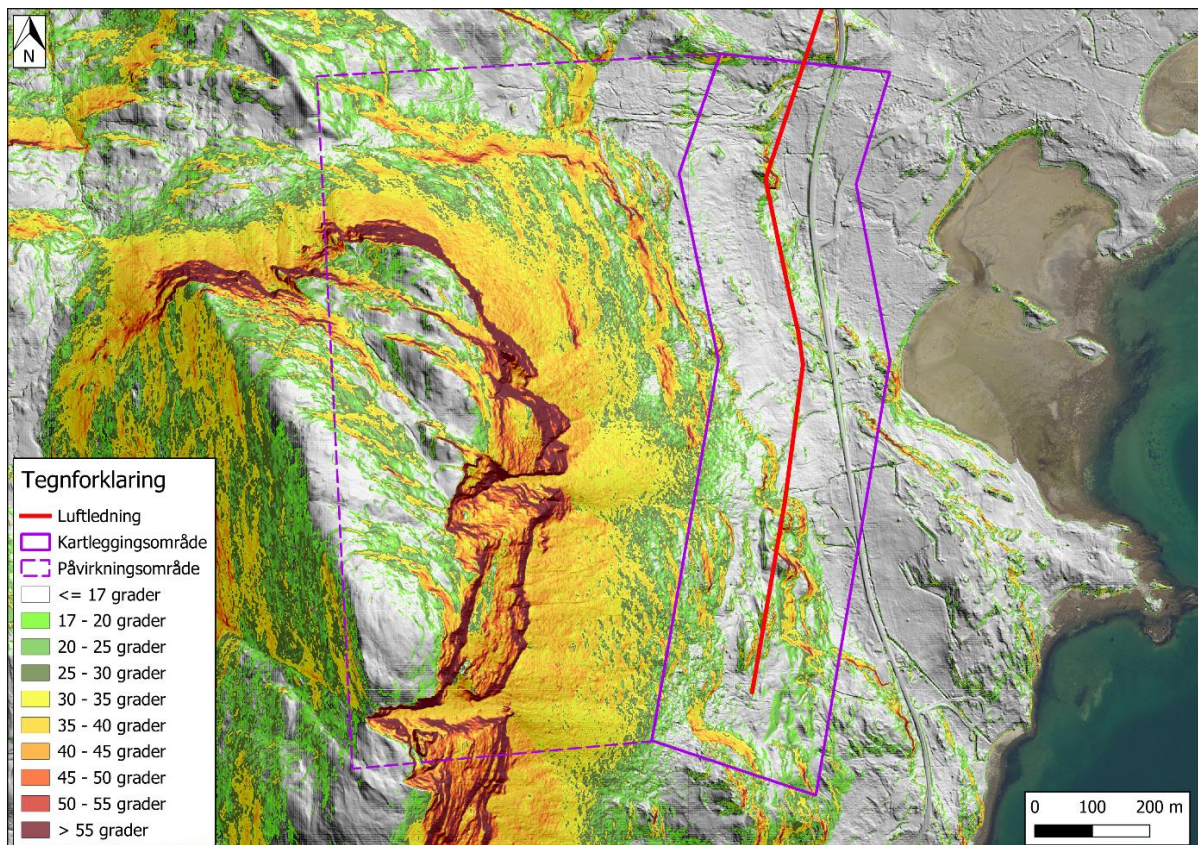 N
Tegnforklaring
Luftledning
Kartleggingsområde
Påvirkningsområde
<= 17 grader
17 - 20 grader
20 - 25 grader
25 - 30 grader
30 - 35 grader
35 - 40 grader
40 - 45 grader
45 - 50 grader
50 - 55 grader
> 55 grader
0 100 200 m